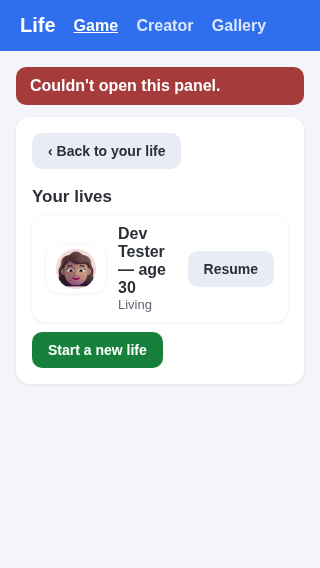 Life Game Creator Gallery
Couldn't open this panel.
‹ Back to your life
Your lives
Dev
Tester
— age
30
Living
Resume
Start a new life